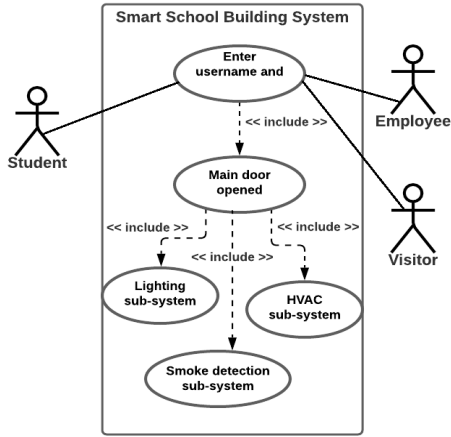 Smart School Building System
Enter
username and
<< include >>
Student
Employee
Main door
opened
<< include >>
<< include >>
<< include >>
Visitor
Lighting
sub-system
HVAC
sub-system
Smoke detection
sub-system